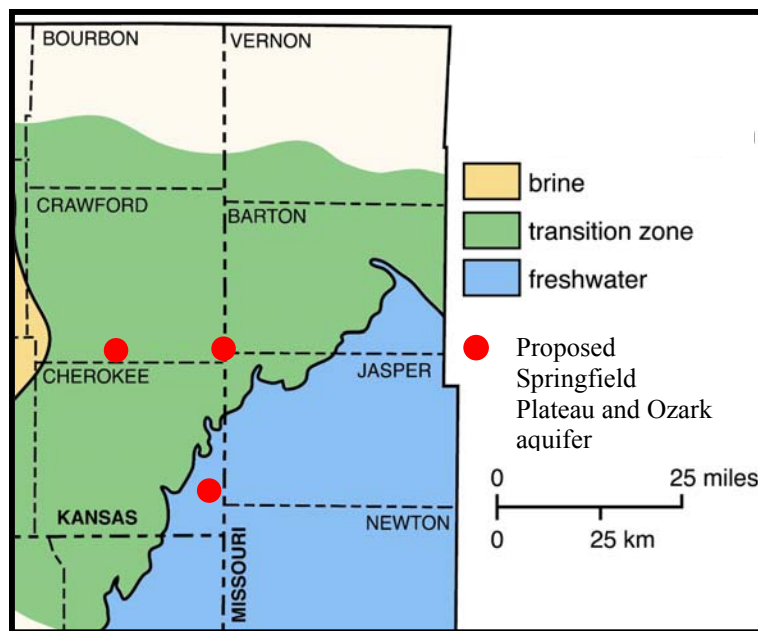 BOURBON
VERNON
CRAWFORD
BARTON
CHEROKEE
JASPER
KANSAS
NEWTON
MISSOURI
brine
transition zone
freshwater
Proposed
Springfield
Plateau and Ozark
aquifer
0 25 miles
0 25 km